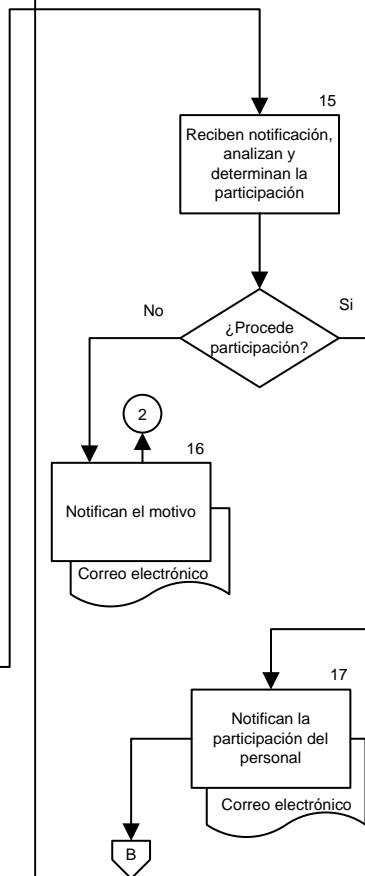 15
Reciben notificación,
analizan y
determinan la
participación
No
Si
¿Procede
participación?
2
16
Notifican el motivo
Correo electrónico
17
Notifican la
participación del
personal
Correo electrónico
B